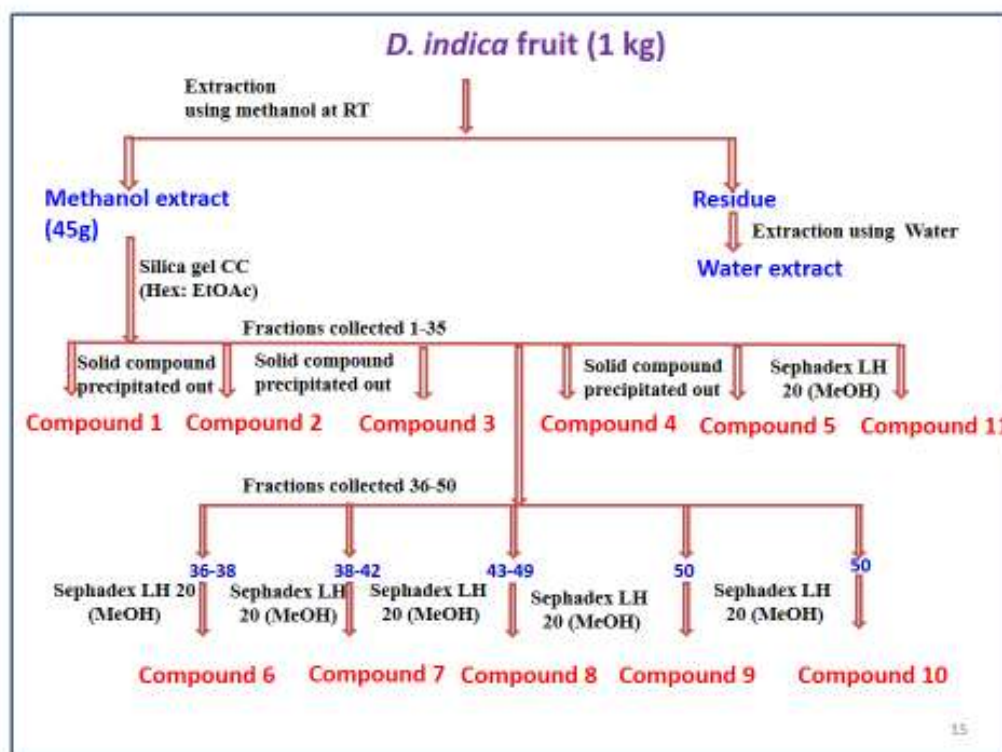 D. indica fruit (1 kg)
Extraction
using methanol at RT
Methanol extract
(45g)
Residue
Extraction using Water
Water extract
Silica gel CC
(Hex: EtOAc)
Fractions collected 1-35
Solid compound
precipitated out
Solid compound
precipitated out
Solid compound
precipitated out
Sephadex LH
20 (MeOH)
Compound 1
Compound 2
Compound 3
Compound 4
Compound 5
Compound 11
Fractions collected 36-50
36-38
38-42
43-49
50
50
Sephadex LH 20
(MeOH)
Sephadex LH
20 (MeOH)
Sephadex LH
20 (MeOH)
Sephadex LH
20 (MeOH)
Sephadex LH
20 (MeOH)
Compound 6
Compound 7
Compound 8
Compound 9
Compound 10
15